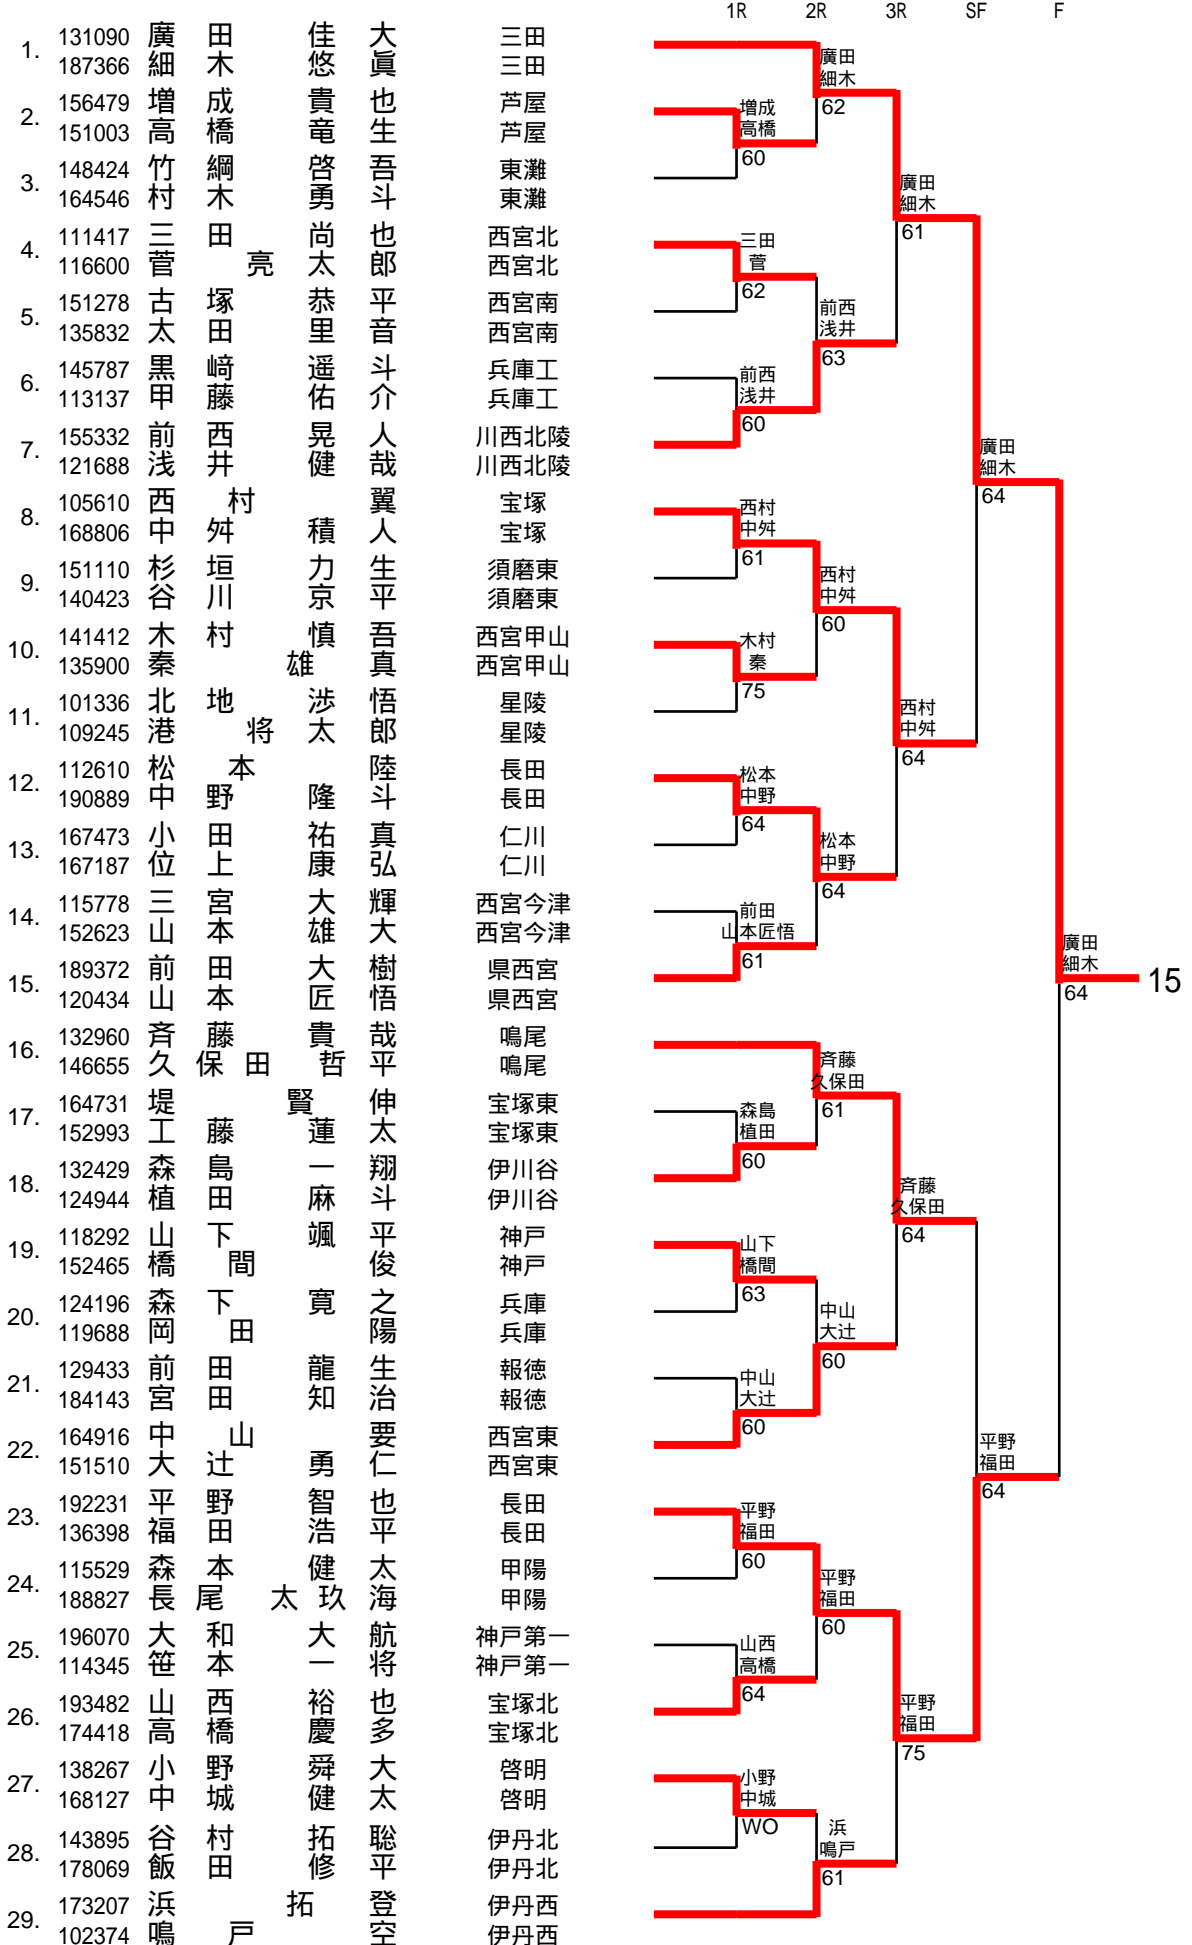 1R 2R 3R SF F
1. 131090 廣田 佳大 三田
187366 細木 悠眞 三田
2. 156479 増成 貴也 芦屋
151003 高橋 竜生 芦屋
3. 148424 竹綱 啓吾 東灘
164546 村木 勇斗 東灘
4. 111417 三田 尚也 西宮北
116600 菅 亮太郎 西宮北
5. 151278 古塚 恭平 西宮南
135832 太田 里音 西宮南
6. 145787 黒﨑 遥斗 兵庫工
113137 甲藤 佑介 兵庫工
7. 155332 前西 晃人 川西北陵
121688 浅井 健哉 川西北陵
8. 105610 西村 翼 宝塚
168806 中舛 積人 宝塚
9. 151110 杉垣 力生 須磨東
140423 谷川 京平 須磨東
10. 141412 木村 慎吾 西宮甲山
135900 秦 雄真 西宮甲山
11. 101336 北地 渉悟 星陵
109245 港 将太郎 星陵
12. 112610 松本 陸 長田
190889 中野 隆斗 長田
13. 167473 小田 祐真 仁川
167187 位上 康弘 仁川
14. 115778 三宮 大輝 西宮今津
152623 山本 雄大 西宮今津
15. 189372 前田 大樹 県西宮
120434 山本 匠悟 県西宮
16. 132960 斉藤 貴哉 鳴尾
146655 久保田 哲平 鳴尾
17. 164731 堤 賢伸 宝塚東
152993 工藤 蓮太 宝塚東
18. 132429 森島 一翔 伊川谷
124944 植田 麻斗 伊川谷
19. 118292 山下 颯平 神戸
152465 橋間 俊 神戸
20. 124196 森下 寛之 兵庫
119688 岡田 陽 兵庫
21. 129433 前田 龍生 報徳
184143 宮田 知治 報徳
22. 164916 中山 要 西宮東
151510 大辻 勇仁 西宮東
23. 192231 平野 智也 長田
136398 福田 浩平 長田
24. 115529 森本 健太 甲陽
188827 長尾 太玖海 甲陽
25. 196070 大和 大航 神戸第一
114345 笹本 一将 神戸第一
26. 193482 山西 裕也 宝塚北
174418 高橋 慶多 宝塚北
27. 138267 小野 舜大 啓明
168127 中城 健太 啓明
28. 143895 谷村 拓聡 伊丹北
178069 飯田 修平 伊丹北
29. 173207 浜 拓登 伊丹西
102374 鳴戸 空 伊丹西
増成
高橋
60
三田
菅
62
前西
浅井
60
西村
中舛
61
木村
秦
75
松本
中野
64
前田
山本匠悟
61
森島
植田
60
山下
橋間
63
中山
大辻
60
平野
福田
60
山西
高橋
64
小野
中城
WO
廣田
細木
62
前西
浅井
63
西村
中舛
60
松本
中野
64
斉藤
久保田
61
中山
大辻
60
平野
福田
60
浜
鳴戸
61
廣田
細木
61
西村
中舛
64
斉藤
久保田
64
平野
福田
75
廣田
細木
64
平野
福田
64
廣田
細木
64
15